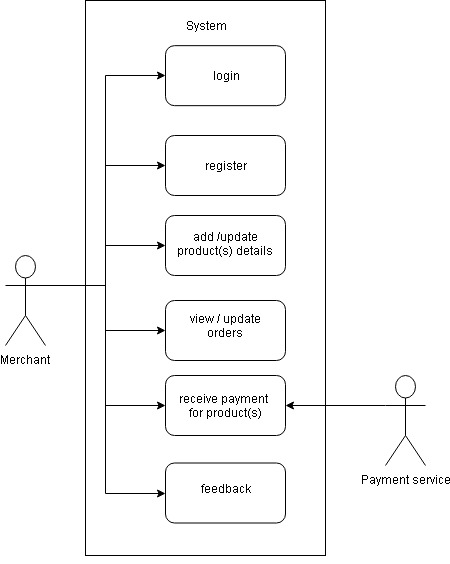 System
login
register
add /update
product(s) details
view / update
orders
Merchant
receive payment
for product(s)
Payment service
feedback